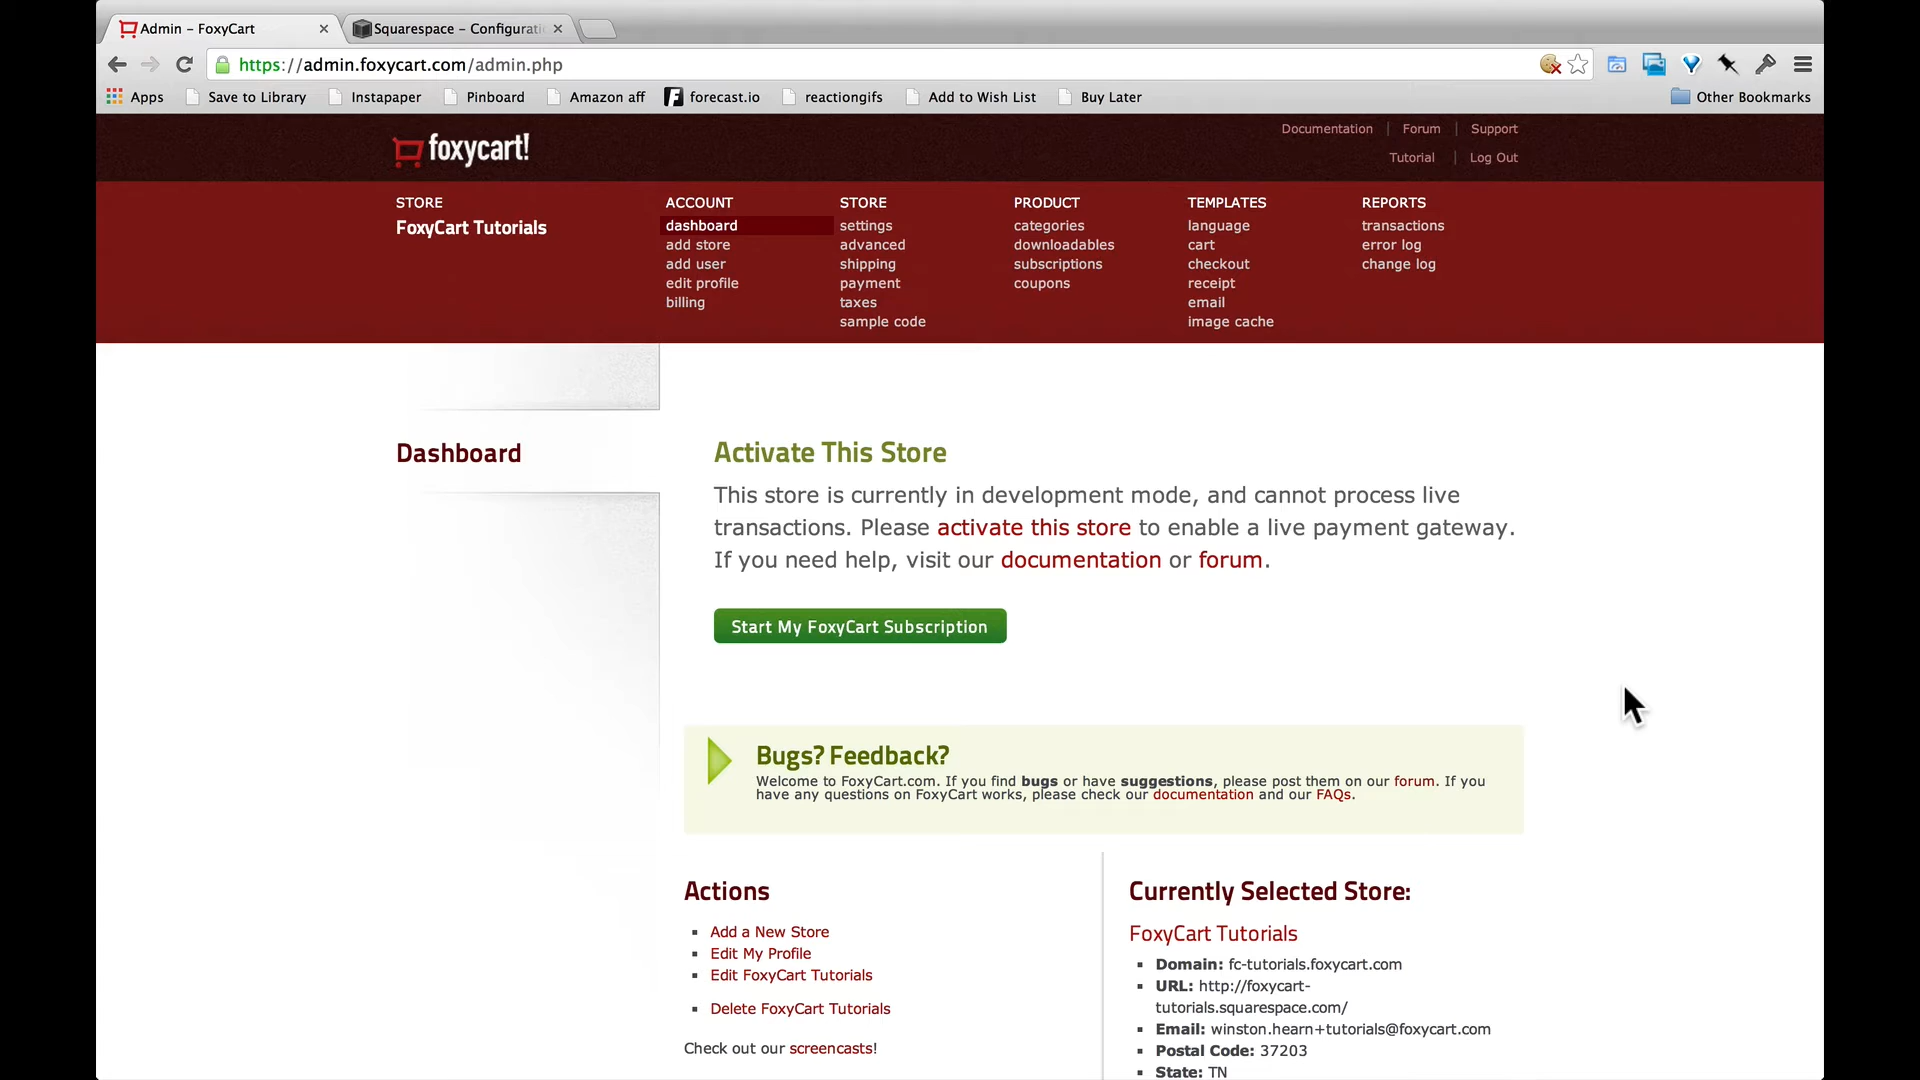 Admin – FoxyCart
Squarespace – Configurati
https://admin.foxycart.com/admin.php
Apps Save to Library Instapaper Pinboard Amazon aff forecast.io reactiongifs Add to Wish List Buy Later Other Bookmarks
foxycart!
Documentation | Forum | Support
Tutorial | Log Out
STORE
FoxyCart Tutorials
ACCOUNT
dashboard
add store
add user
edit profile
billing
STORE
settings
advanced
shipping
payment
taxes
sample code
PRODUCT
categories
downloadables
subscriptions
coupons
TEMPLATES
language
cart
checkout
receipt
email
image cache
REPORTS
transactions
error log
change log
Dashboard
Activate This Store
This store is currently in development mode, and cannot process live
transactions. Please activate this store to enable a live payment gateway.
If you need help, visit our documentation or forum.
Start My FoxyCart Subscription
Bugs? Feedback?
Welcome to FoxyCart.com. If you find bugs or have suggestions, please post them on our forum. If you
have any questions on FoxyCart works, please check our documentation and our FAQs.
Actions
Add a New Store
Edit My Profile
Edit FoxyCart Tutorials
Delete FoxyCart Tutorials
Check out our screencasts!
Currently Selected Store:
FoxyCart Tutorials
Domain: fc-tutorials.foxycart.com
URL: http://foxycart-
tutorials.squarespace.com/
Email: winston.hearn+tutorials@foxycart.com
Postal Code: 37203
State: TN